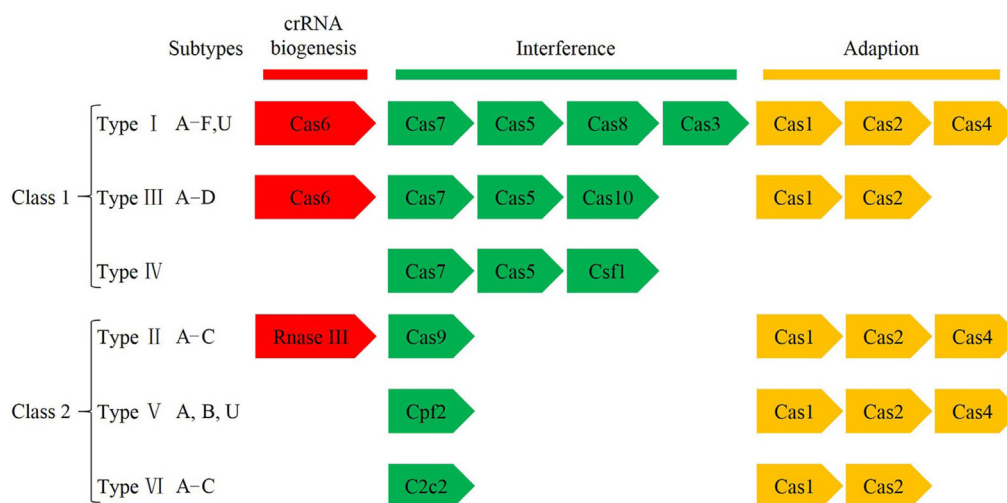 Subtypes crRNA biogenesis Interference Adaption
Class 1
Type Ⅰ A-F,U Cas6 Cas7 Cas5 Cas8 Cas3 Cas1 Cas2 Cas4
Type Ⅲ A-D Cas6 Cas7 Cas5 Cas10 Cas1 Cas2
Type Ⅳ Cas7 Cas5 Csf1
Class 2
Type Ⅱ A-C Rnase III Cas9 Cas1 Cas2 Cas4
Type Ⅴ A, B, U Cpf2 Cas1 Cas2 Cas4
Type Ⅵ A-C C2c2 Cas1 Cas2